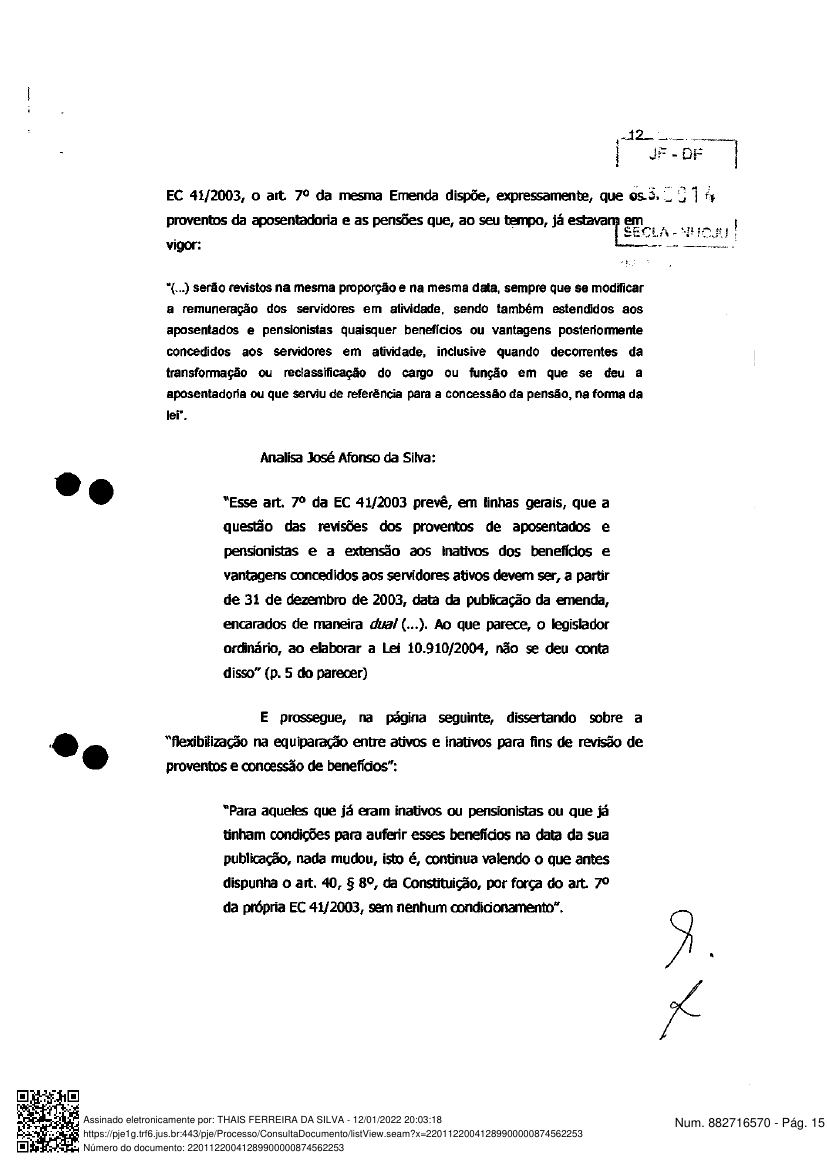 12
JF - DF
EC 41/2003, o art. 7º da mesma Emenda dispõe, expressamente, que os
proventos da aposentadoria e as pensões que, ao seu tempo, já estavam em
SECLA -
vigor:
"(...) serão revistos na mesma proporção e na mesma data, sempre que se modificar
a remuneração dos servidores em atividade, sendo também estendidos aos
aposentados e pensionistas quaisquer benefícios ou vantagens posteriormente
concedidos aos servidores em atividade, inclusive quando decorrentes da
transformação ou reclassificação do cargo ou função em que se deu a
aposentadoria ou que serviu de referência para a concessão da pensão, na forma da
lei".
Analisa José Afonso da Silva:
"Esse art. 7º da EC 41/2003 prevê, em linhas gerais, que a
questão das revisões dos proventos de aposentados e
pensionistas e a extensão aos inativos dos benefícios e
vantagens concedidos aos servidores ativos devem ser, a partir
de 31 de dezembro de 2003, data da publicação da emenda,
encarados de maneira dual (...). Ao que parece, o legislador
ordinário, ao elaborar a Lei 10.910/2004, não se deu conta
disso" (p. 5 do parecer)
E prossegue, na página seguinte, dissertando sobre a
"flexibilização na equiparação entre ativos e inativos para fins de revisão de
proventos e concessão de benefícios":
"Para aqueles que já eram inativos ou pensionistas ou que já
tinham condições para auferir esses benefícios na data da sua
publicação, nada mudou, isto é, continua valendo o que antes
dispunha o art. 40, § 8º, da Constituição, por força do art. 7º
da própria EC 41/2003, sem nenhum condicionamento".
Assinado eletronicamente por: THAIS FERREIRA DA SILVA - 12/01/2022 20:03:18
https://pje1g.trf6.jus.br:443/pje/Processo/ConsultaDocumento/listView.seam?x=22011220041289900000874562253
Número do documento: 22011220041289900000874562253
Num. 882716570 - Pág. 15